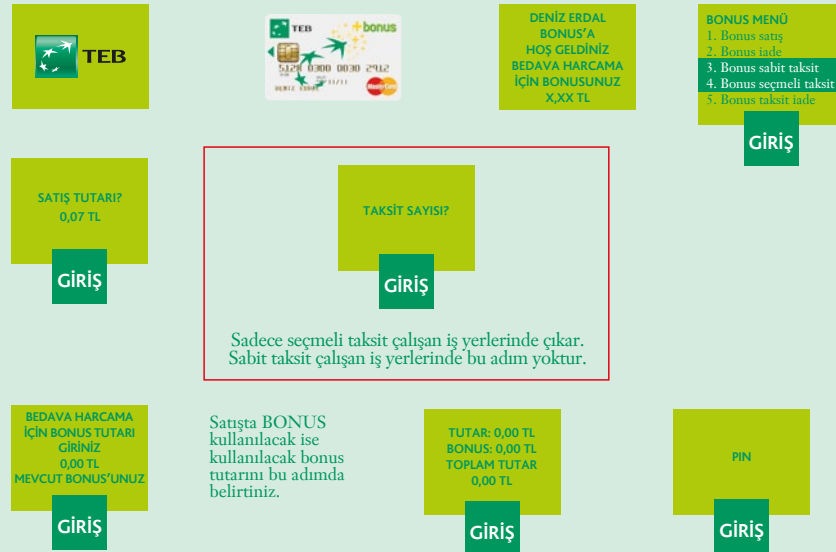 TEB
TEB
+bonus
5128 0300 0030 2912
MasterCard
DENİZ ERDAL
BONUS'A
HOŞ GELDİNİZ
BEDAVA HARCAMA
İÇİN BONUSUNUZ
X,XX TL
BONUS MENÜ
1. Bonus satış
2. Bonus iade
3. Bonus sabit taksit
4. Bonus seçmeli taksit
5. Bonus taksit iade
GİRİŞ
SATIŞ TUTARI?
0,07 TL
GİRİŞ
TAKSİT SAYISI?
GİRİŞ
Sadece seçmeli taksit çalışan iş yerlerinde çıkar.
Sabit taksit çalışan iş yerlerinde bu adım yoktur.
BEDAVA HARCAMA
İÇİN BONUS TUTARI
GİRİNİZ
0,00 TL
MEVCUT BONUS'UNUZ
GİRİŞ
Satışta BONUS
kullanılacak ise
kullanılacak bonus
tutarını bu adımda
belirtiniz.
TUTAR: 0,00 TL
BONUS: 0,00 TL
TOPLAM TUTAR
0,00 TL
GİRİŞ
PIN
GİRİŞ